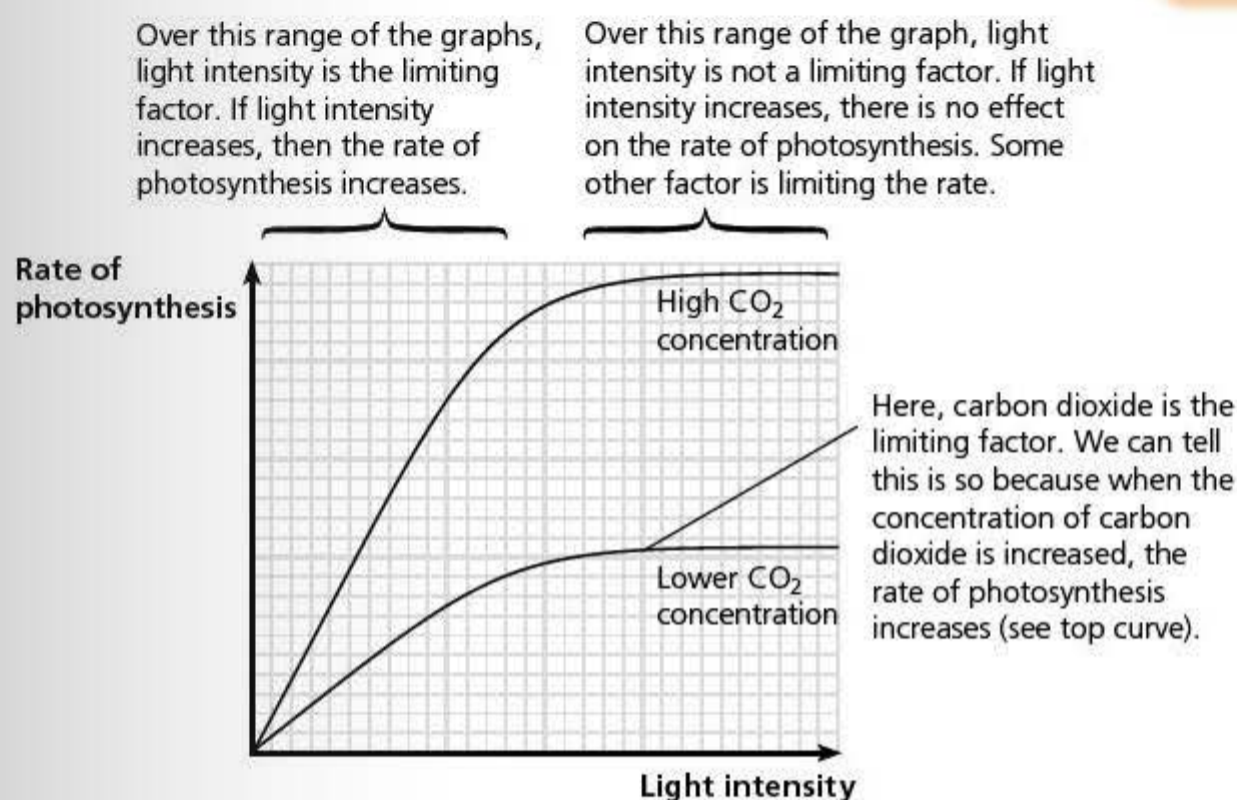 Over this range of the graphs,
light intensity is the limiting
factor. If light intensity
increases, then the rate of
photosynthesis increases.
Over this range of the graph, light
intensity is not a limiting factor. If light
intensity increases, there is no effect
on the rate of photosynthesis. Some
other factor is limiting the rate.
Rate of
photosynthesis
High CO₂
concentration
Here, carbon dioxide is the
limiting factor. We can tell
this is so because when the
concentration of carbon
dioxide is increased, the
rate of photosynthesis
increases (see top curve).
Lower CO₂
concentration
Light intensity